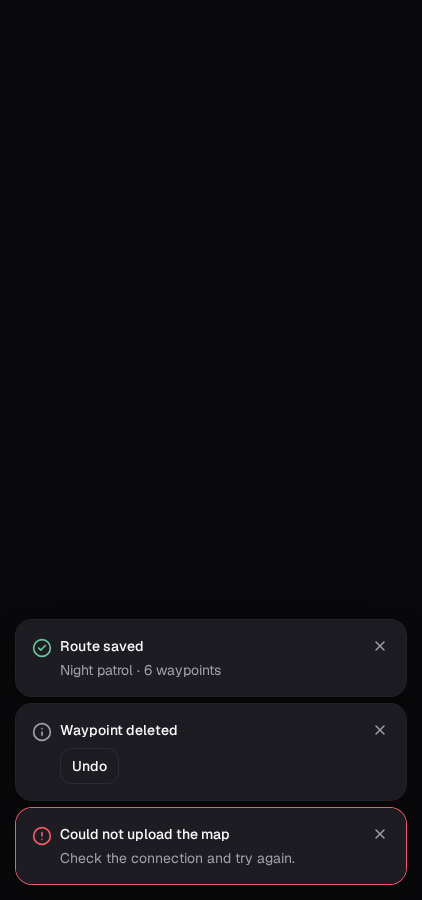 Route saved
Night patrol · 6 waypoints
Waypoint deleted
Undo
Could not upload the map
Check the connection and try again.